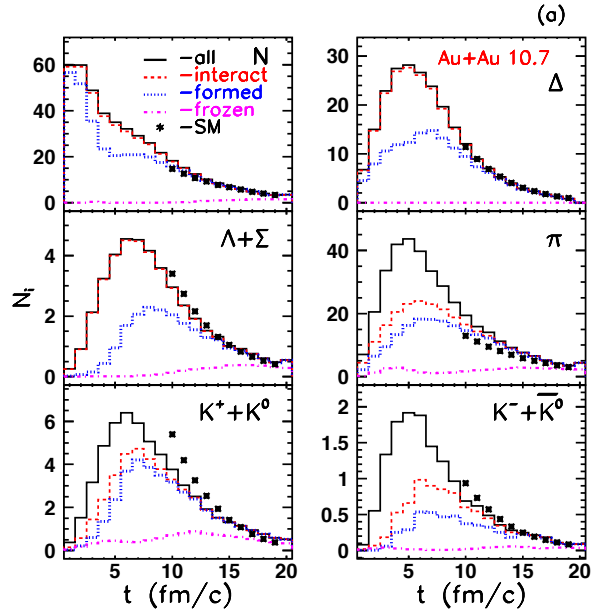 (a)
–all N
–interact
–formed
–frozen
✱ –SM
60
40
20
0
Au+Au 10.7
Δ
30
20
10
0
Λ+Σ
4
2
0
π
40
20
0
N_i
K⁺+K⁰
6
4
2
0
K⁻+K̅⁰
2
1.5
1
0.5
0
5 10 15 20
5 10 15 20
t (fm/c)
t (fm/c)